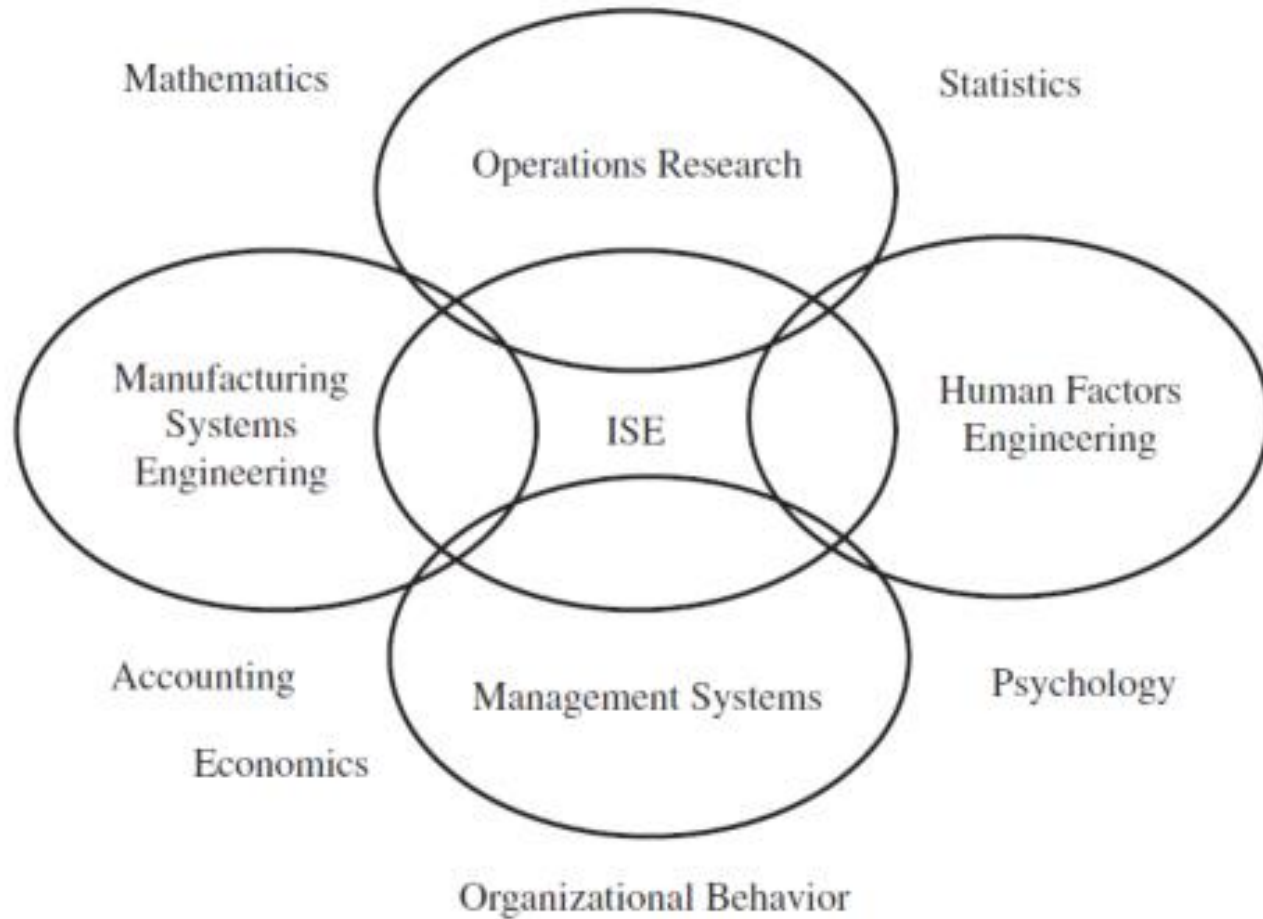 Mathematics
Statistics
Operations Research
Manufacturing
Systems
Engineering
ISE
Human Factors
Engineering
Accounting
Management Systems
Psychology
Economics
Organizational Behavior